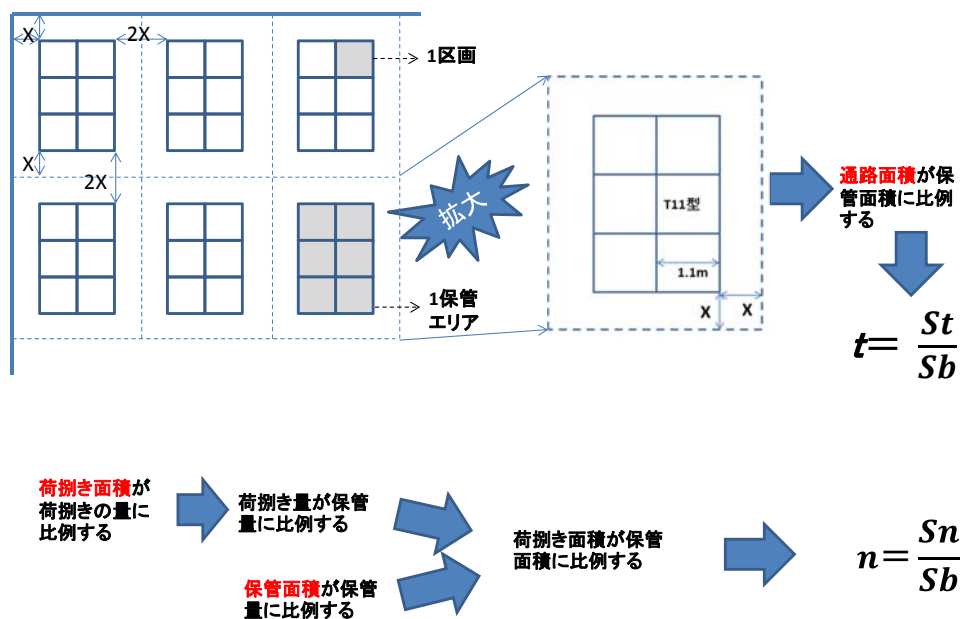 X
2X
1区画
X
2X
1保管
エリア
拡大
T11型
1.1m
X
X
通路面積が保
管面積に比例
する
t= St/Sb
荷捌き面積が
荷捌きの量に
比例する
荷捌き量が保管
量に比例する
保管面積が保管
量に比例する
荷捌き面積が保管
面積に比例する
n= Sn/Sb